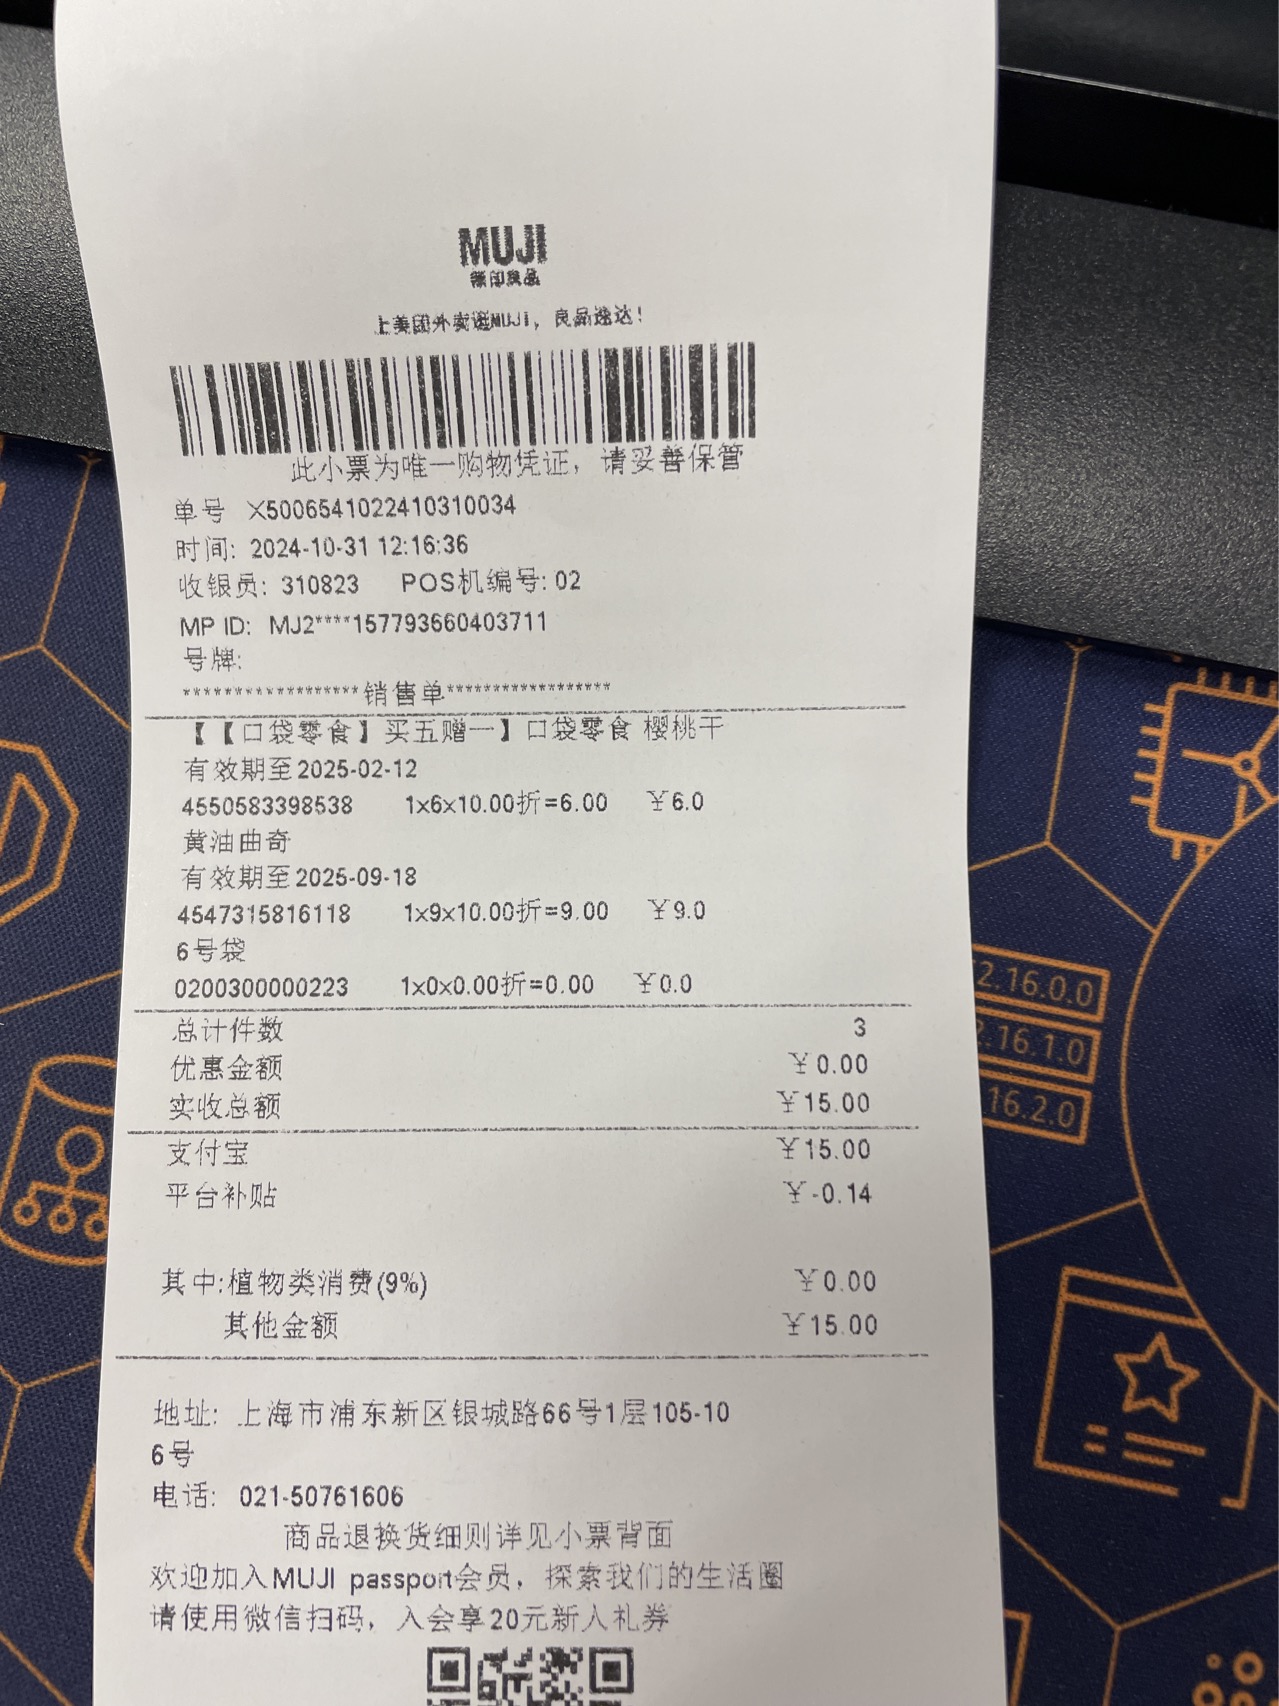 MUJI
無印良品
上美团外卖逛MUJI，良品速达！
此小票为唯一购物凭证，请妥善保管
单号 X5006541022410310034
时间: 2024-10-31 12:16:36
收银员: 310823 POS机编号: 02
MP ID: MJ2****157793660403711
号牌:
******************销售单*****************
【【口袋零食】买五赠一】口袋零食 樱桃干
有效期至2025-02-12
4550583398538 1x6x10.00折=6.00 ￥6.0
黄油曲奇
有效期至2025-09-18
4547315816118 1x9x10.00折=9.00 ￥9.0
6号袋
0200300000223 1x0x0.00折=0.00 ￥0.0
总计件数 3
优惠金额 ￥0.00
实收总额 ￥15.00
支付宝 ￥15.00
平台补贴 ￥-0.14
其中:植物类消费(9%) ￥0.00
其他金额 ￥15.00
地址: 上海市浦东新区银城路66号1层105-10
6号
电话: 021-50761606
商品退换货细则详见小票背面
欢迎加入MUJI passport会员，探索我们的生活圈
请使用微信扫码，入会享20元新人礼券
2.16.0.0
2.16.1.0
16.2.0